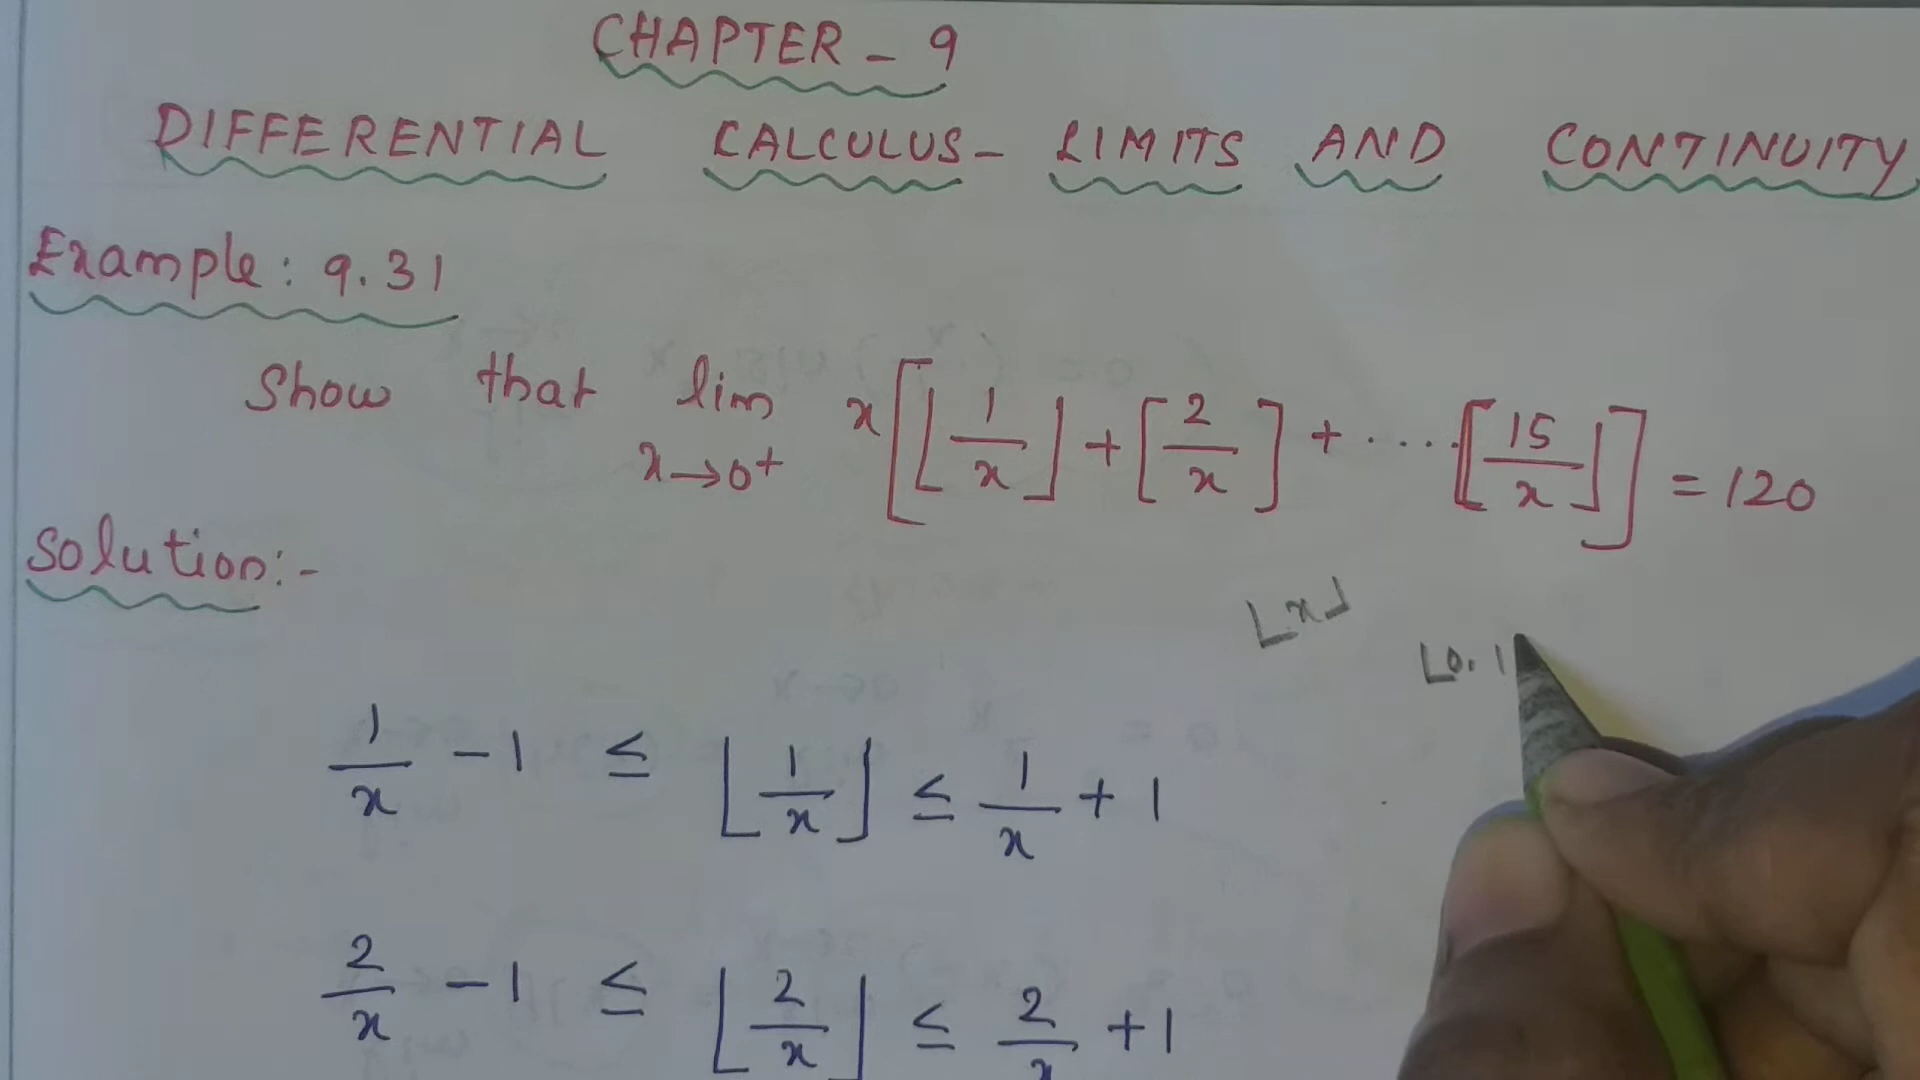 CHAPTER - 9
DIFFERENTIAL CALCULUS - LIMITS AND CONTINUITY
Example: 9.31
Show that lim x→0+ x[⌊1/x⌋ + [2/x] + ....[15/x⌋] = 120
Solution:-
⌊x⌋
⌊0.1
1/x - 1 ≤ ⌊1/x⌋ ≤ 1/x + 1
2/x - 1 ≤ ⌊2/x⌋ ≤ 2/x + 1